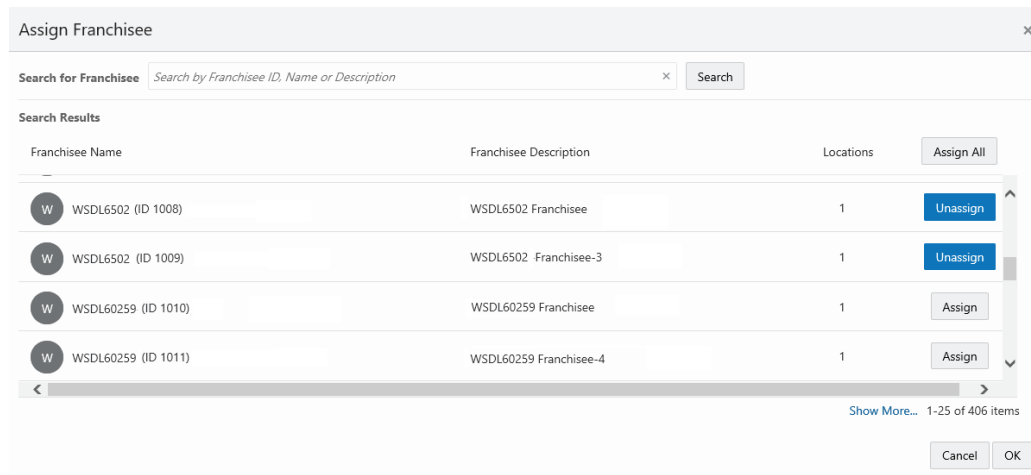 Assign Franchisee ×
Search for Franchisee Search by Franchisee ID, Name or Description × Search
Search Results
Franchisee Name Franchisee Description Locations Assign All
W WSDL6502 (ID 1008) WSDL6502 Franchisee 1 Unassign
W WSDL6502 (ID 1009) WSDL6502 Franchisee-3 1 Unassign
W WSDL60259 (ID 1010) WSDL60259 Franchisee 1 Assign
W WSDL60259 (ID 1011) WSDL60259 Franchisee-4 1 Assign
Show More... 1-25 of 406 items
Cancel OK